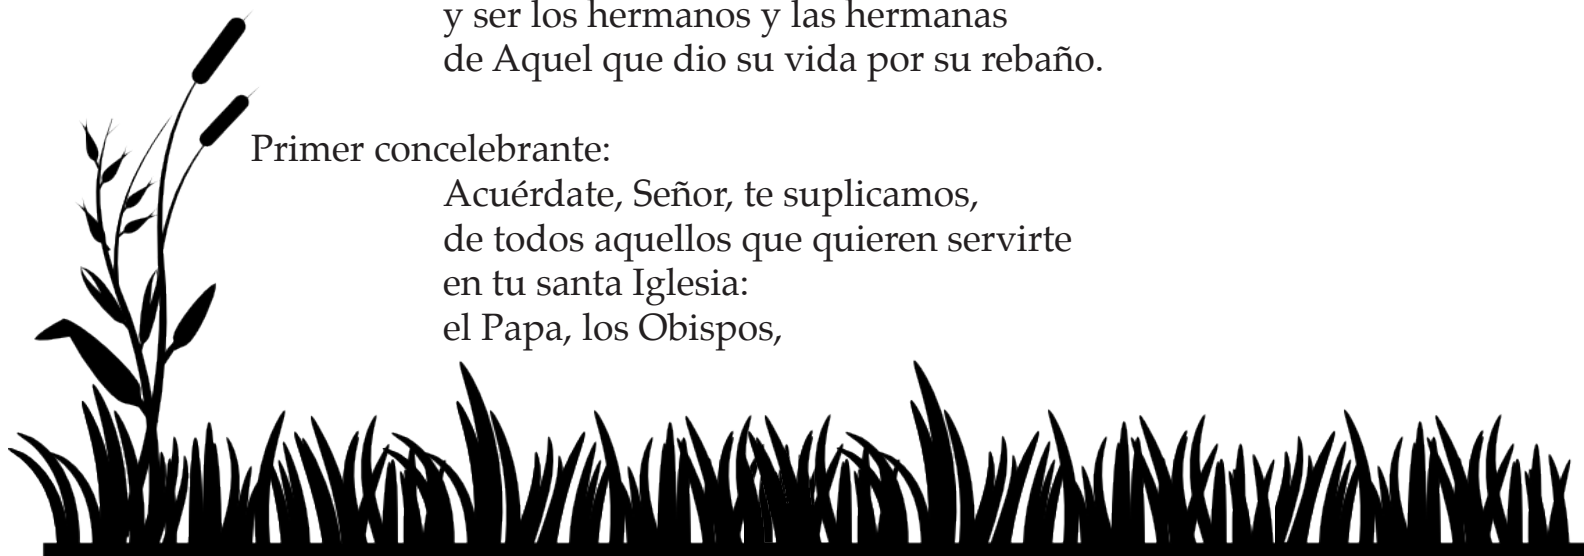 y ser los hermanos y las hermanas
de Aquel que dio su vida por su rebaño.
Primer concelebrante:
Acuérdate, Señor, te suplicamos,
de todos aquellos que quieren servirte
en tu santa Iglesia:
el Papa, los Obispos,